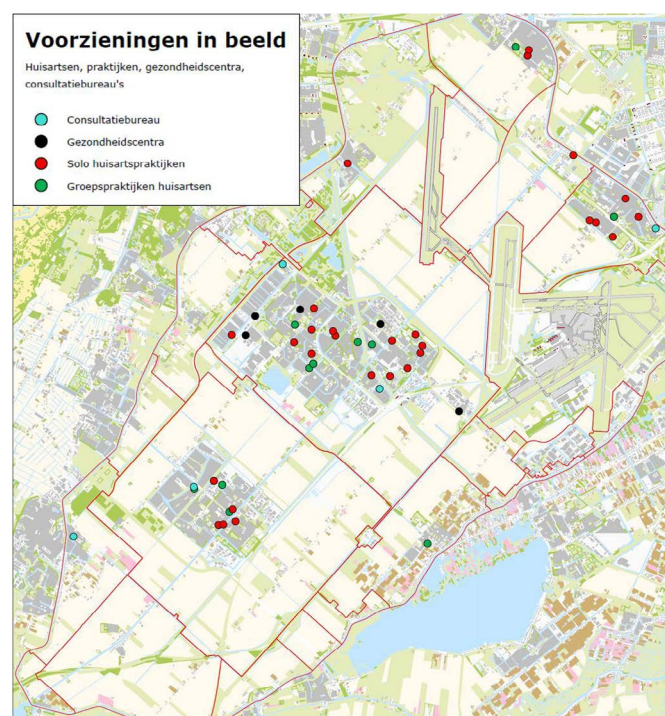 Voorzieningen in beeld
Huisartsen, praktijken, gezondheidscentra,
consultatiebureau's
Consultatiebureau
Gezondheidscentra
Solo huisartspraktijken
Groepspraktijken huisartsen